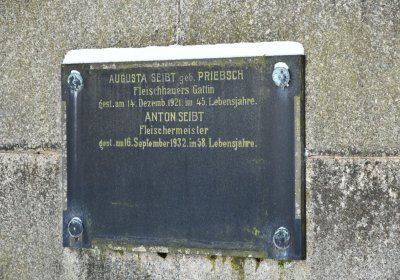 AUGUSTA SEIBT geb. PRIEBSCH
Fleischhauers Gattin
gest. am 14. Dezemb. 1921. im 45. Lebensjahre.
ANTON SEIBT
Fleischermeister
gest. am 16. September 1932. im 58. Lebensjahre.